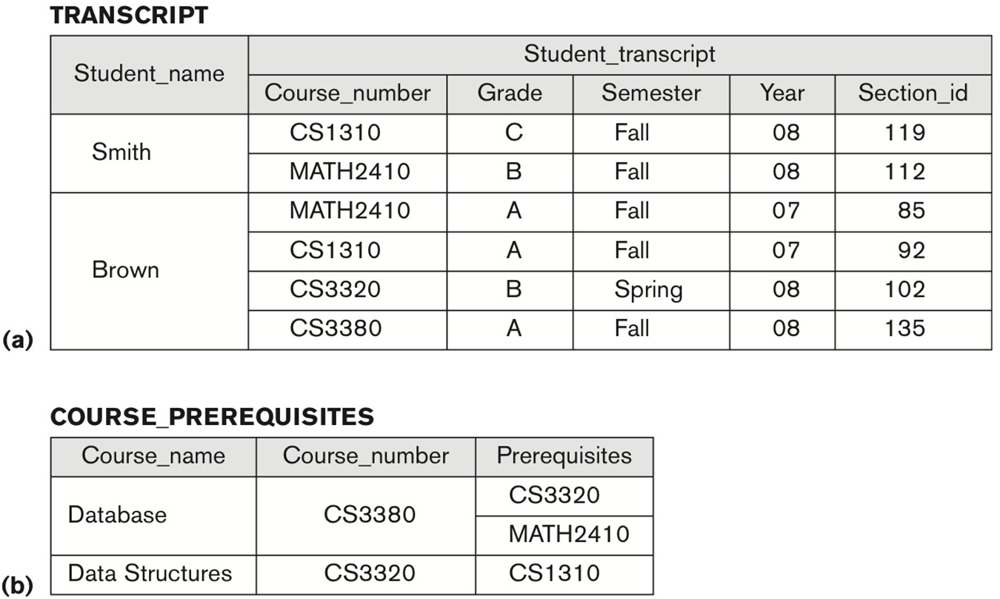 TRANSCRIPT
Student_name
Student_transcript
Course_number Grade Semester Year Section_id
Smith
CS1310 C Fall 08 119
MATH2410 B Fall 08 112
Brown
MATH2410 A Fall 07 85
CS1310 A Fall 07 92
CS3320 B Spring 08 102
CS3380 A Fall 08 135
(a)
COURSE_PREREQUISITES
Course_name Course_number Prerequisites
Database CS3380 CS3320
MATH2410
Data Structures CS3320 CS1310
(b)